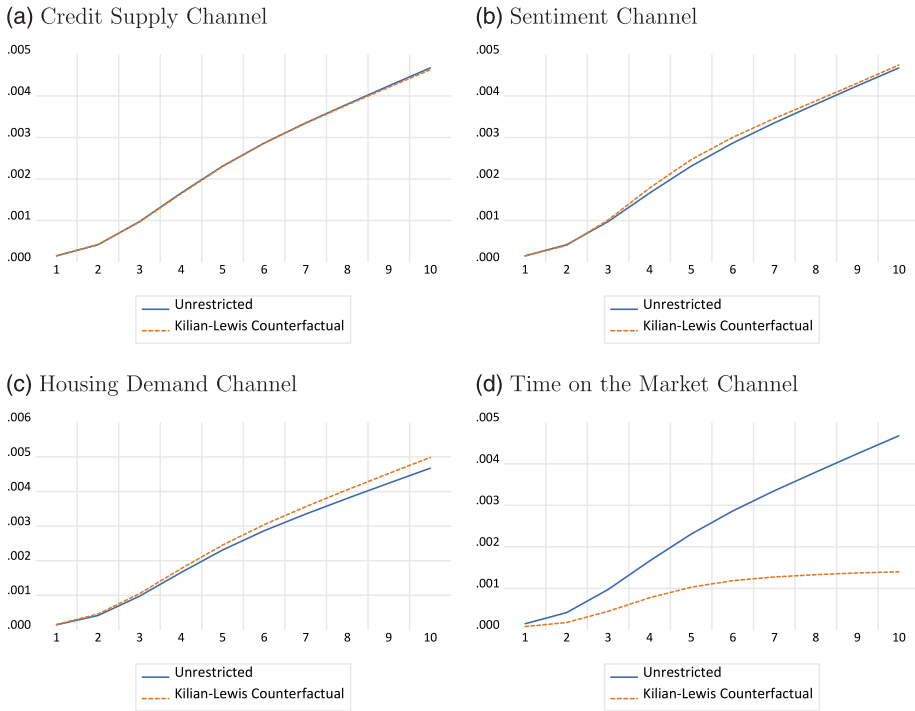 (a) Credit Supply Channel
.005
.004
.003
.002
.001
.000
1 2 3 4 5 6 7 8 9 10
Unrestricted
Kilian-Lewis Counterfactual
(b) Sentiment Channel
.005
.004
.003
.002
.001
.000
1 2 3 4 5 6 7 8 9 10
Unrestricted
Kilian-Lewis Counterfactual
(c) Housing Demand Channel
.006
.005
.004
.003
.002
.001
.000
1 2 3 4 5 6 7 8 9 10
Unrestricted
Kilian-Lewis Counterfactual
(d) Time on the Market Channel
.005
.004
.003
.002
.001
.000
1 2 3 4 5 6 7 8 9 10
Unrestricted
Kilian-Lewis Counterfactual